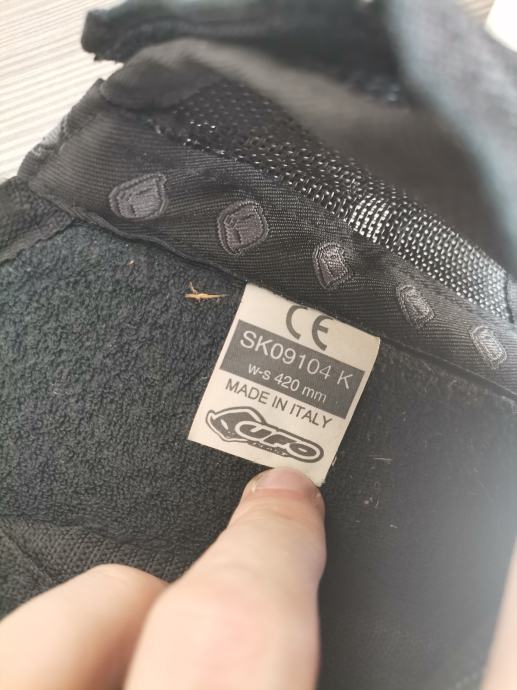 CE
SK09104 K
w-s 420 mm
MADE IN ITALY
UFO